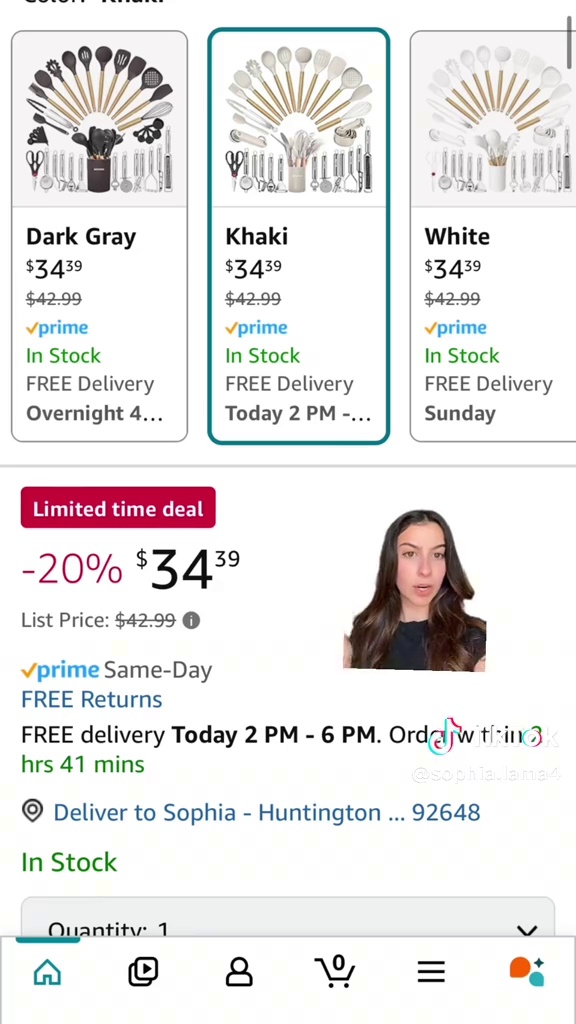 Color: Khaki
Dark Gray
$34 39
$42.99
prime
In Stock
FREE Delivery
Overnight 4...
Khaki
$34 39
$42.99
prime
In Stock
FREE Delivery
Today 2 PM -...
White
$34 39
$42.99
prime
In Stock
FREE Delivery
Sunday
Limited time deal
-20% $34 39
List Price: $42.99
prime Same-Day
FREE Returns
FREE delivery Today 2 PM - 6 PM. Order within 3
hrs 41 mins
TikTok
@sophia.lama4
Deliver to Sophia - Huntington ... 92648
In Stock
Quantity: 1
0